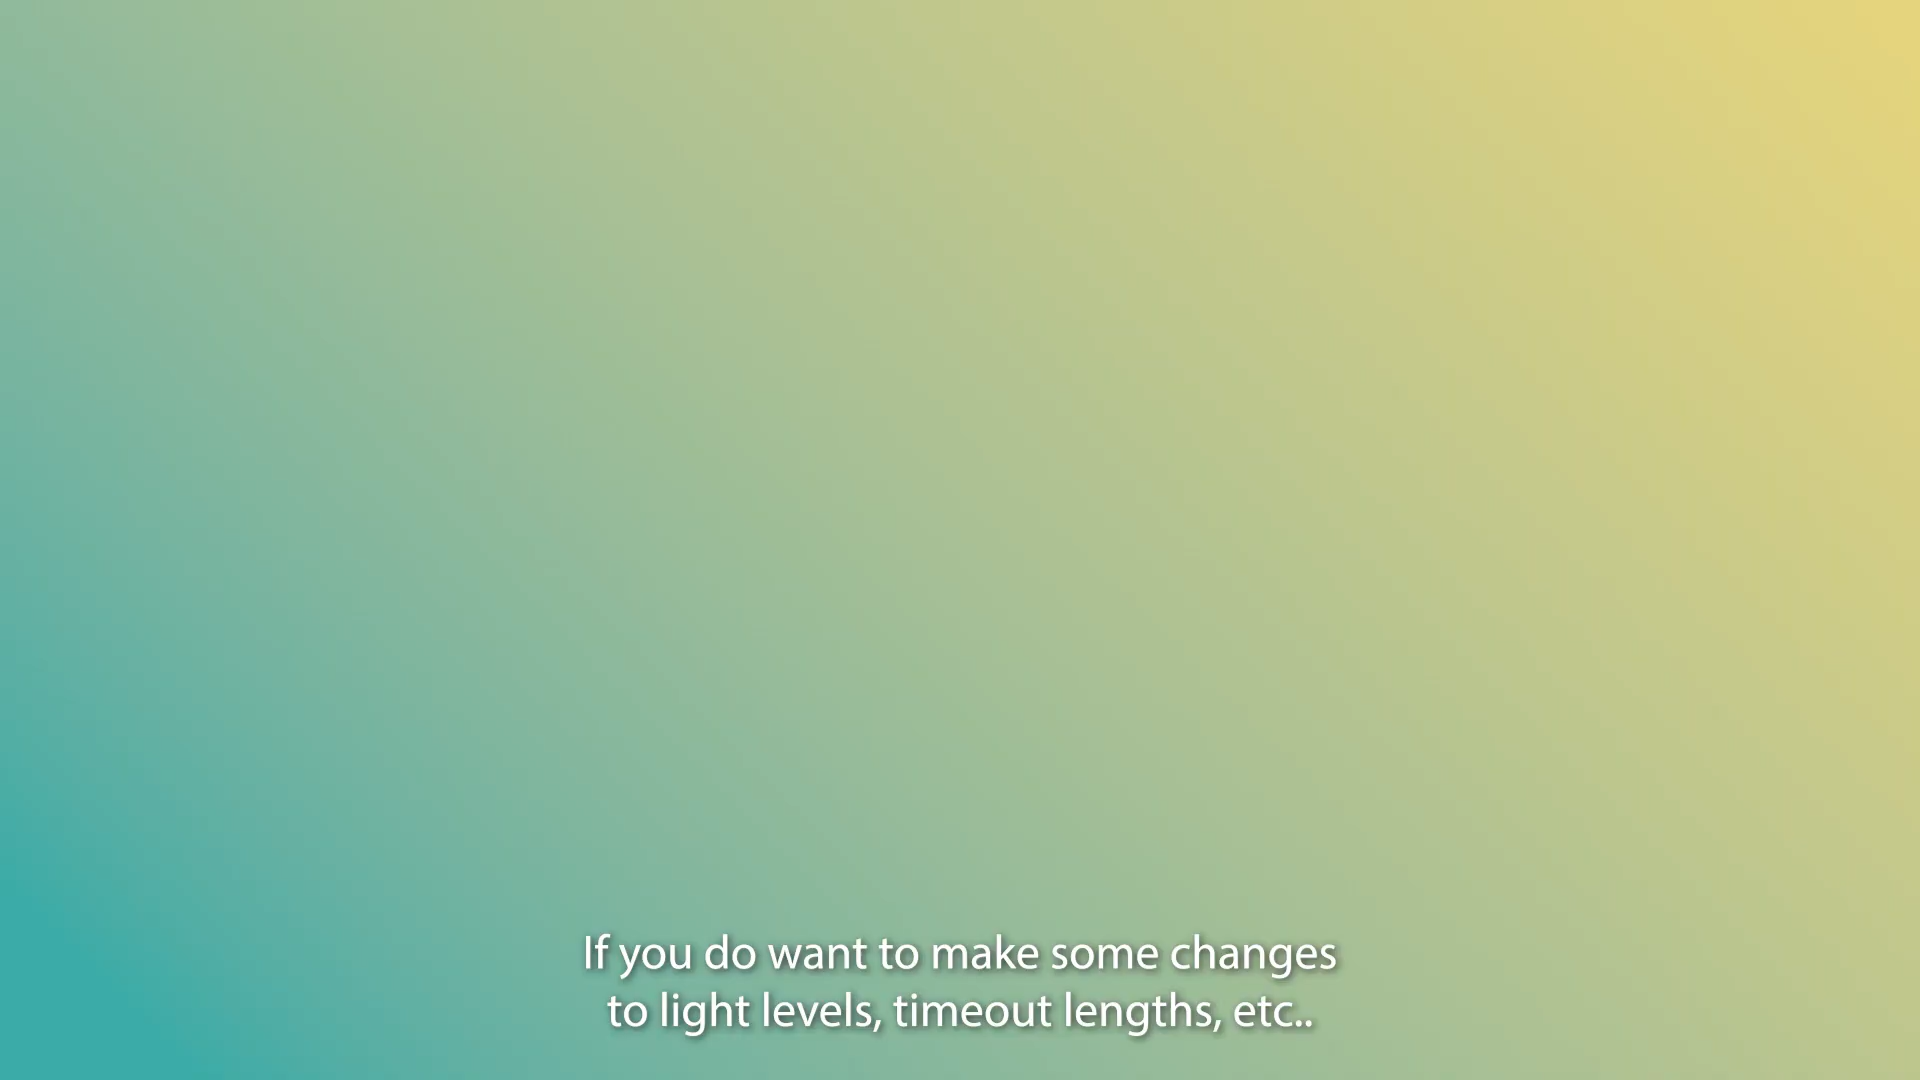 If you do want to make some changes
to light levels, timeout lengths, etc..